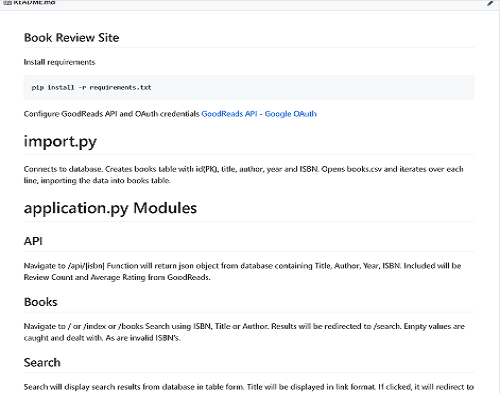 README.md
Book Review Site
Install requirements
pip install -r requirements.txt
Configure GoodReads API and OAuth credentials GoodReads API - Google OAuth
import.py
Connects to database. Creates books table with id(PK), title, author, year and ISBN. Opens books.csv and iterates over each
line, importing the data into books table.
application.py Modules
API
Navigate to /api/[isbn] Function will return json object from database containing Title, Author, Year, ISBN. Included will be
Review Count and Average Rating from GoodReads.
Books
Navigate to / or /index or /books Search using ISBN, Title or Author. Results will be redirected to /search. Empty values are
caught and dealt with. As are invalid ISBN's.
Search
Search will display search results from database in table form. Title will be displayed in link format. If clicked, it will redirect to